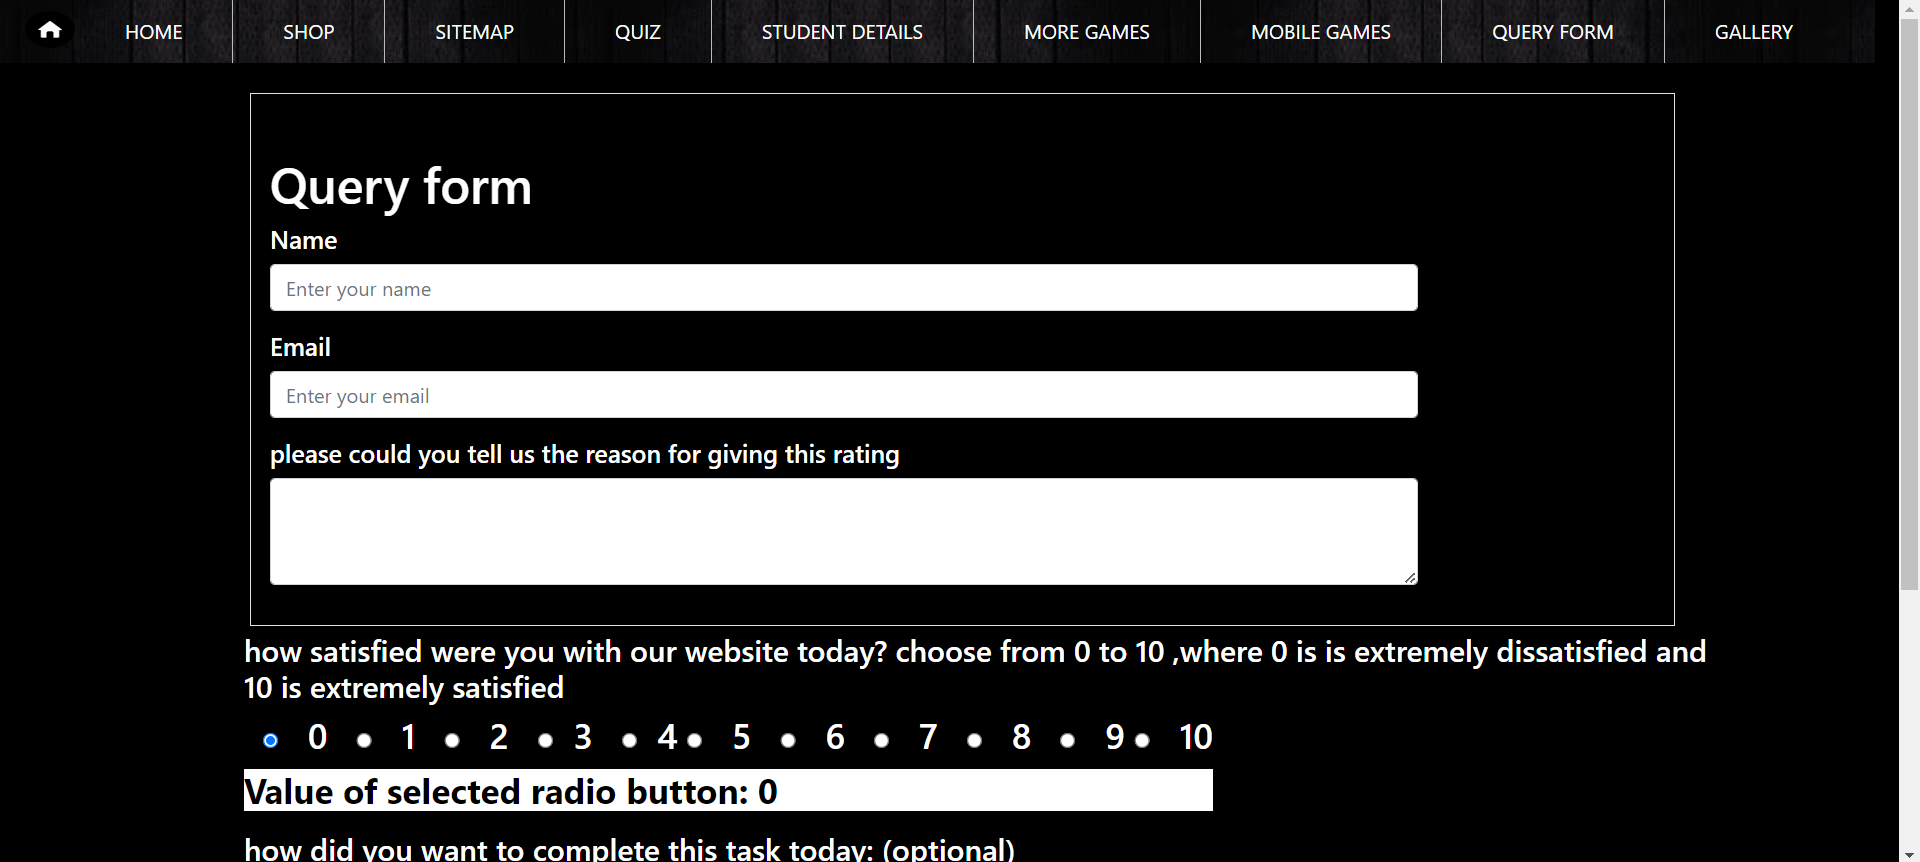 HOME SHOP SITEMAP QUIZ STUDENT DETAILS MORE GAMES MOBILE GAMES QUERY FORM GALLERY
Query form
Name
Enter your name
Email
Enter your email
please could you tell us the reason for giving this rating
how satisfied were you with our website today? choose from 0 to 10 ,where 0 is is extremely dissatisfied and
10 is extremely satisfied
0 1 2 3 4 5 6 7 8 9 10
Value of selected radio button: 0
how did you want to complete this task today: (optional)